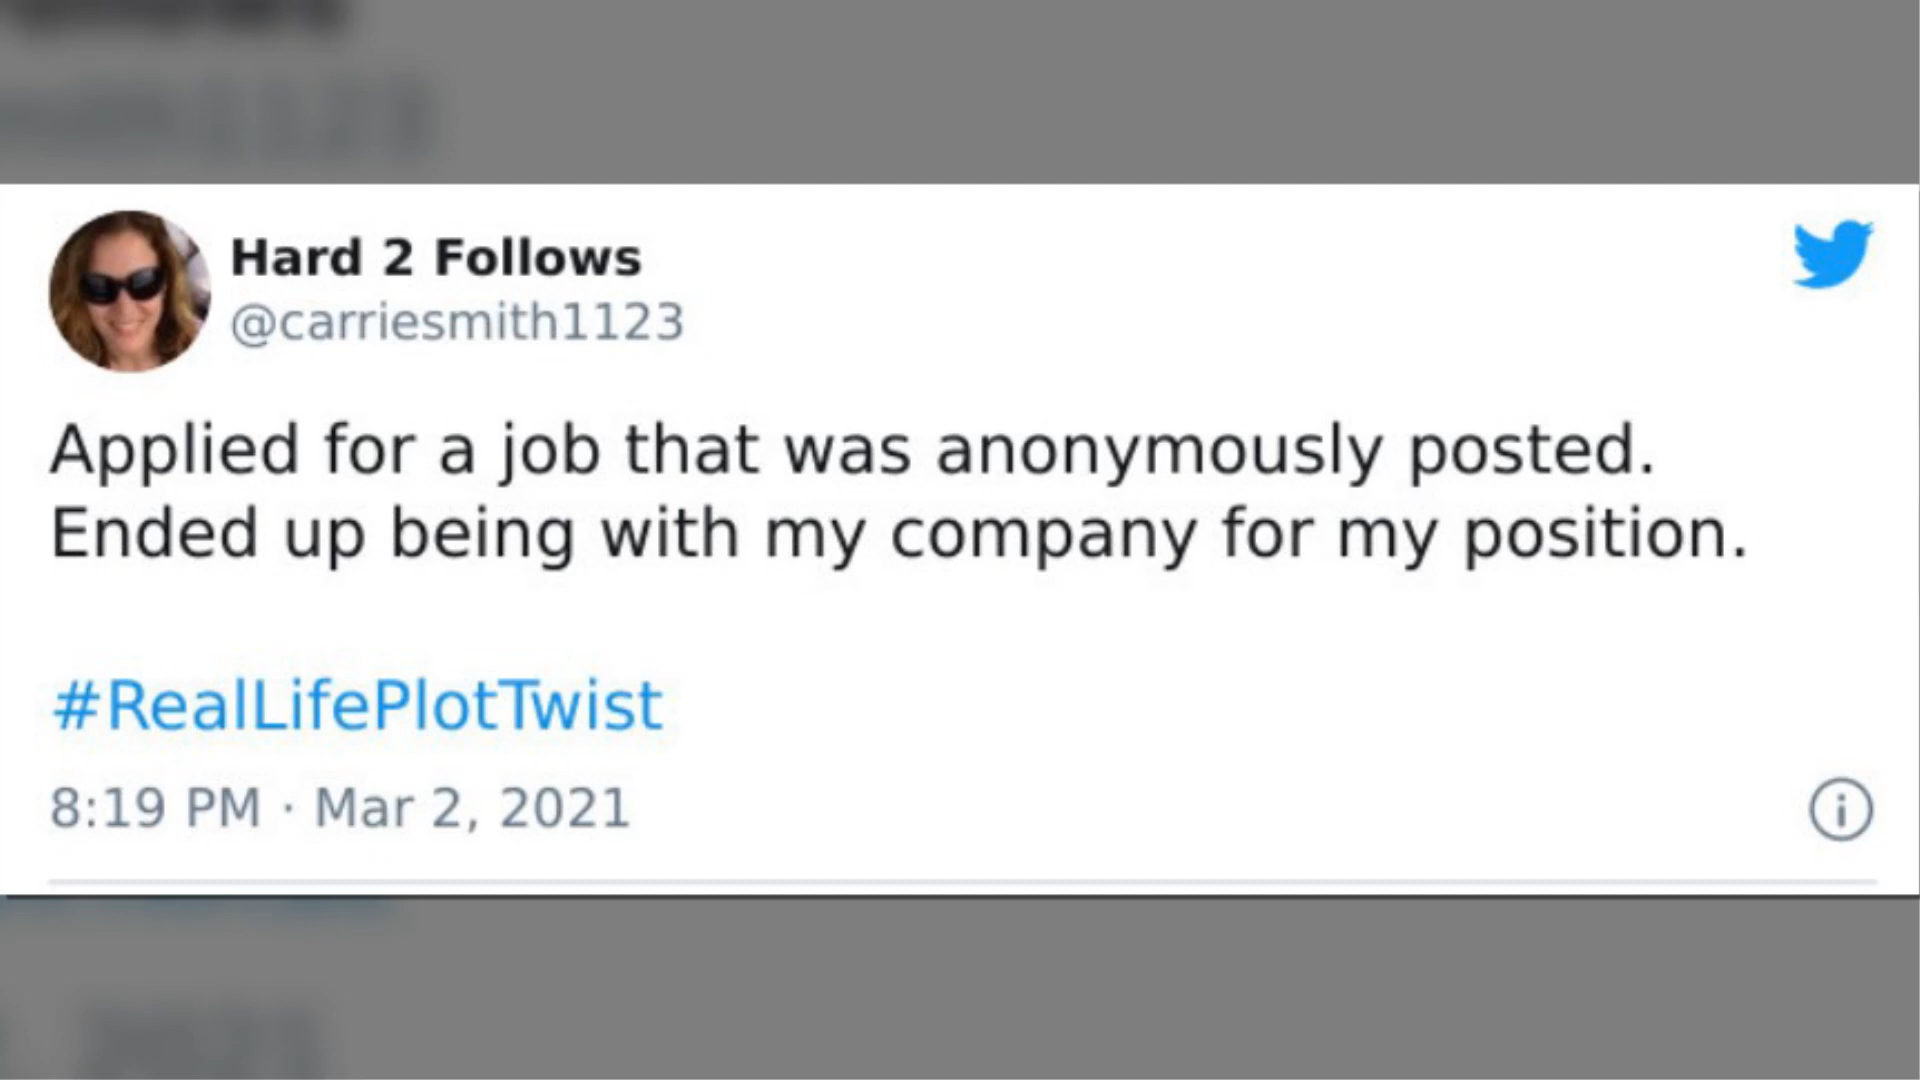 Hard 2 Follows
@carriesmith1123
Applied for a job that was anonymously posted.
Ended up being with my company for my position.
#RealLifePlotTwist
8:19 PM · Mar 2, 2021